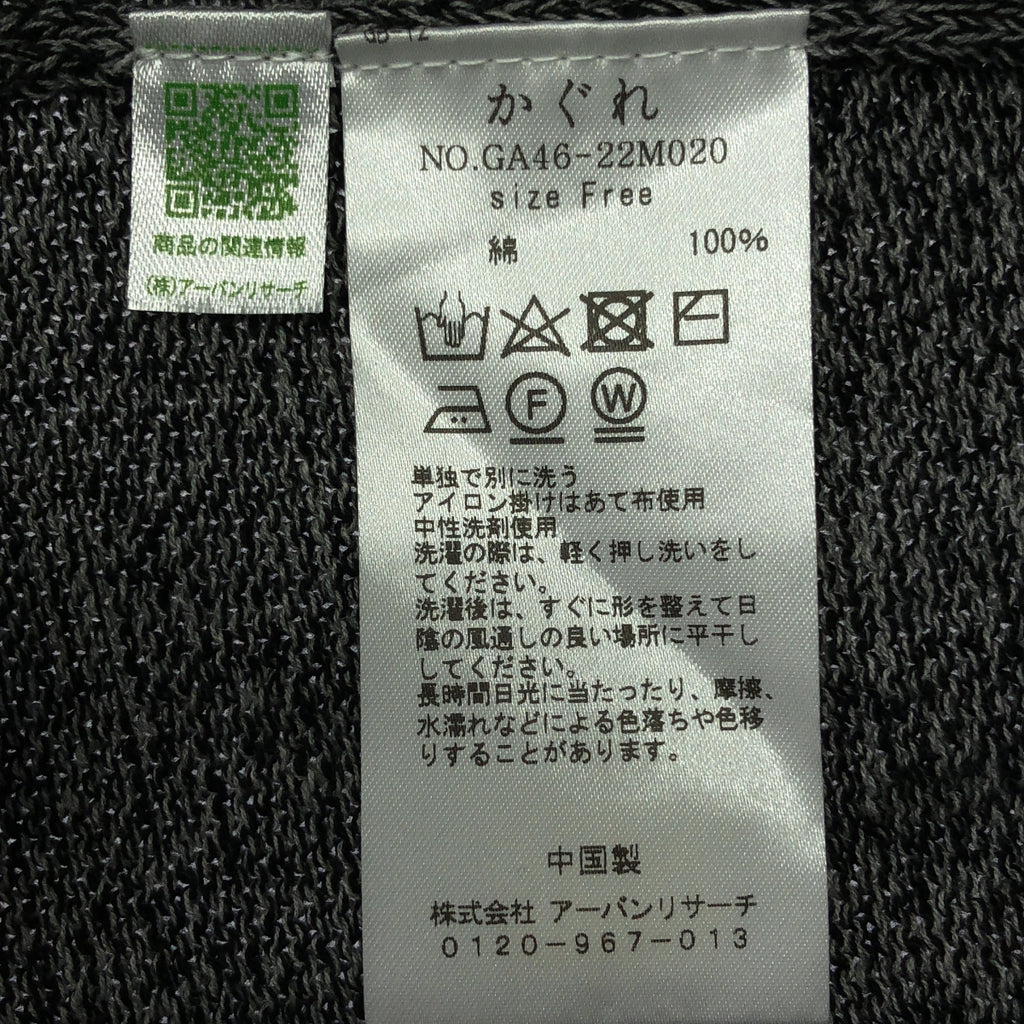 商品の関連情報
(株)アーバンリサーチ
かぐれ
NO.GA46-22M020
size Free
綿 100%
F W
単独で別に洗う
アイロン掛けはあて布使用
中性洗剤使用
洗濯の際は、軽く押し洗いをし
てください。
洗濯後は、すぐに形を整えて日
陰の風通しの良い場所に平干し
してください。
長時間日光に当たったり、摩擦、
水濡れなどによる色落ちや色移
りすることがあります。
中国製
株式会社 アーバンリサーチ
0120-967-013